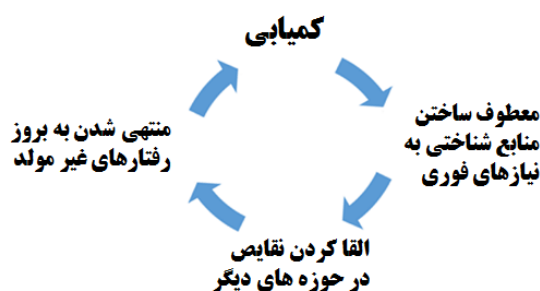 کمیابی
معطوف ساختن
منابع شناختی به
نیازهای فوری
القا کردن نقایص
در حوزه های دیگر
منتهی شدن به بروز
رفتارهای غیر مولد